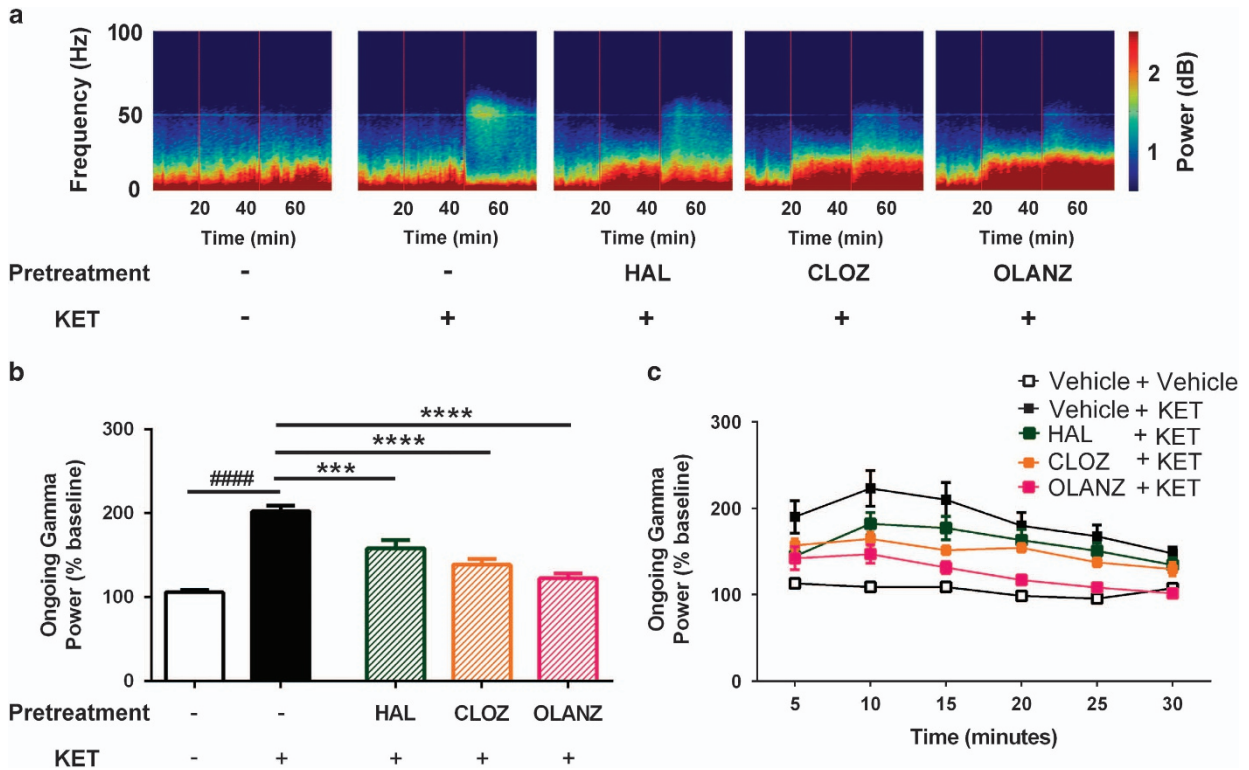 a
Frequency (Hz)
100
50
0
20 40 60
20 40 60
20 40 60
20 40 60
20 40 60
Time (min)
Time (min)
Time (min)
Time (min)
Time (min)
2
1
Power (dB)
Pretreatment - - HAL CLOZ OLANZ
KET - + + + +
b
Ongoing Gamma
Power (% baseline)
300
200
100
0
####
***
****
****
Pretreatment - - HAL CLOZ OLANZ
KET - + + + +
c
Vehicle + Vehicle
Vehicle + KET
HAL + KET
CLOZ + KET
OLANZ + KET
Ongoing Gamma
Power (% baseline)
300
200
100
0
5 10 15 20 25 30
Time (minutes)